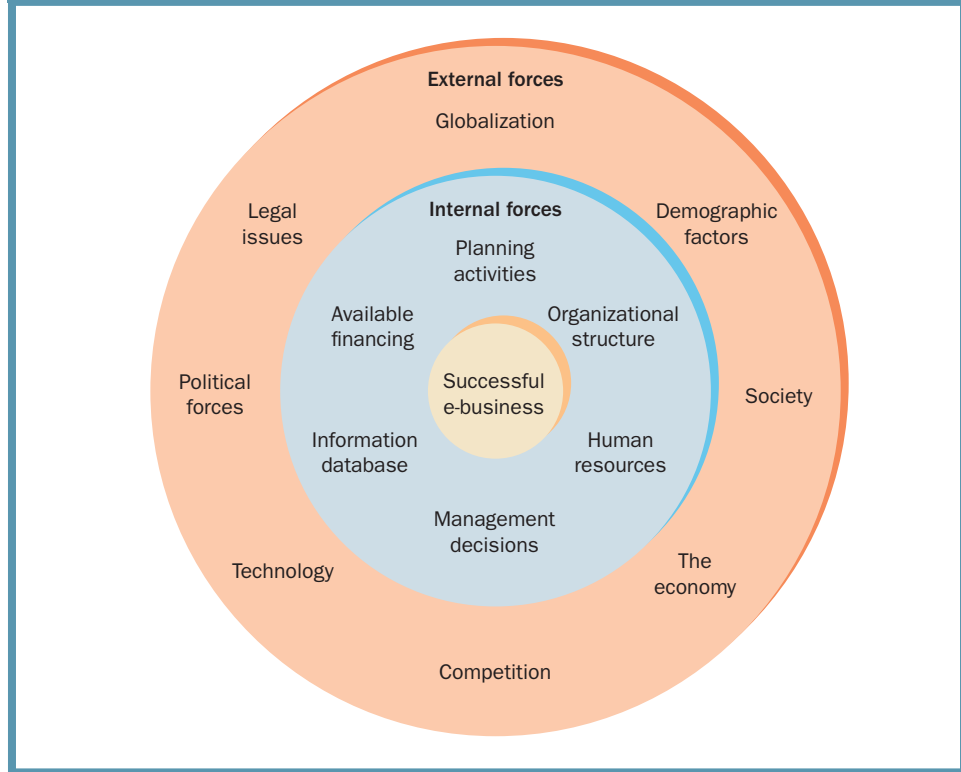 External forces
Globalization
Legal
issues
Demographic
factors
Internal forces
Planning
activities
Available
financing
Organizational
structure
Political
forces
Successful
e-business
Society
Information
database
Human
resources
Management
decisions
Technology
The
economy
Competition